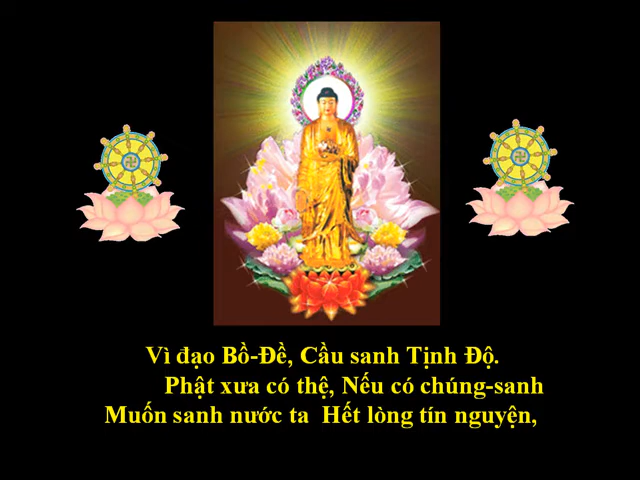 Vì đạo Bồ-Đề, Cầu sanh Tịnh Độ.
Phật xưa có thệ, Nếu có chúng-sanh
Muốn sanh nước ta Hết lòng tín nguyện,